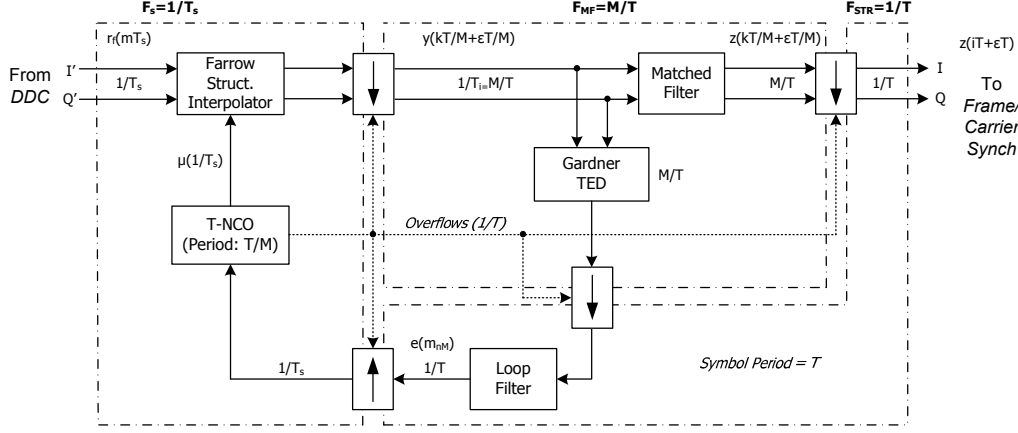 Fs=1/Ts
FMF=M/T
FSTR=1/T
rf(mTs)
y(kT/M+εT/M)
z(kT/M+εT/M)
z(iT+εT)
From
DDC
I'
Q'
1/Ts
Farrow
Struct.
Interpolator
1/Ti=M/T
Matched
Filter
M/T
1/T
I
Q
To
Frame/
Carrier
Synch
μ(1/Ts)
Gardner
TED
M/T
T-NCO
(Period: T/M)
Overflows (1/T)
e(mnM)
1/Ts
1/T
Loop
Filter
Symbol Period = T